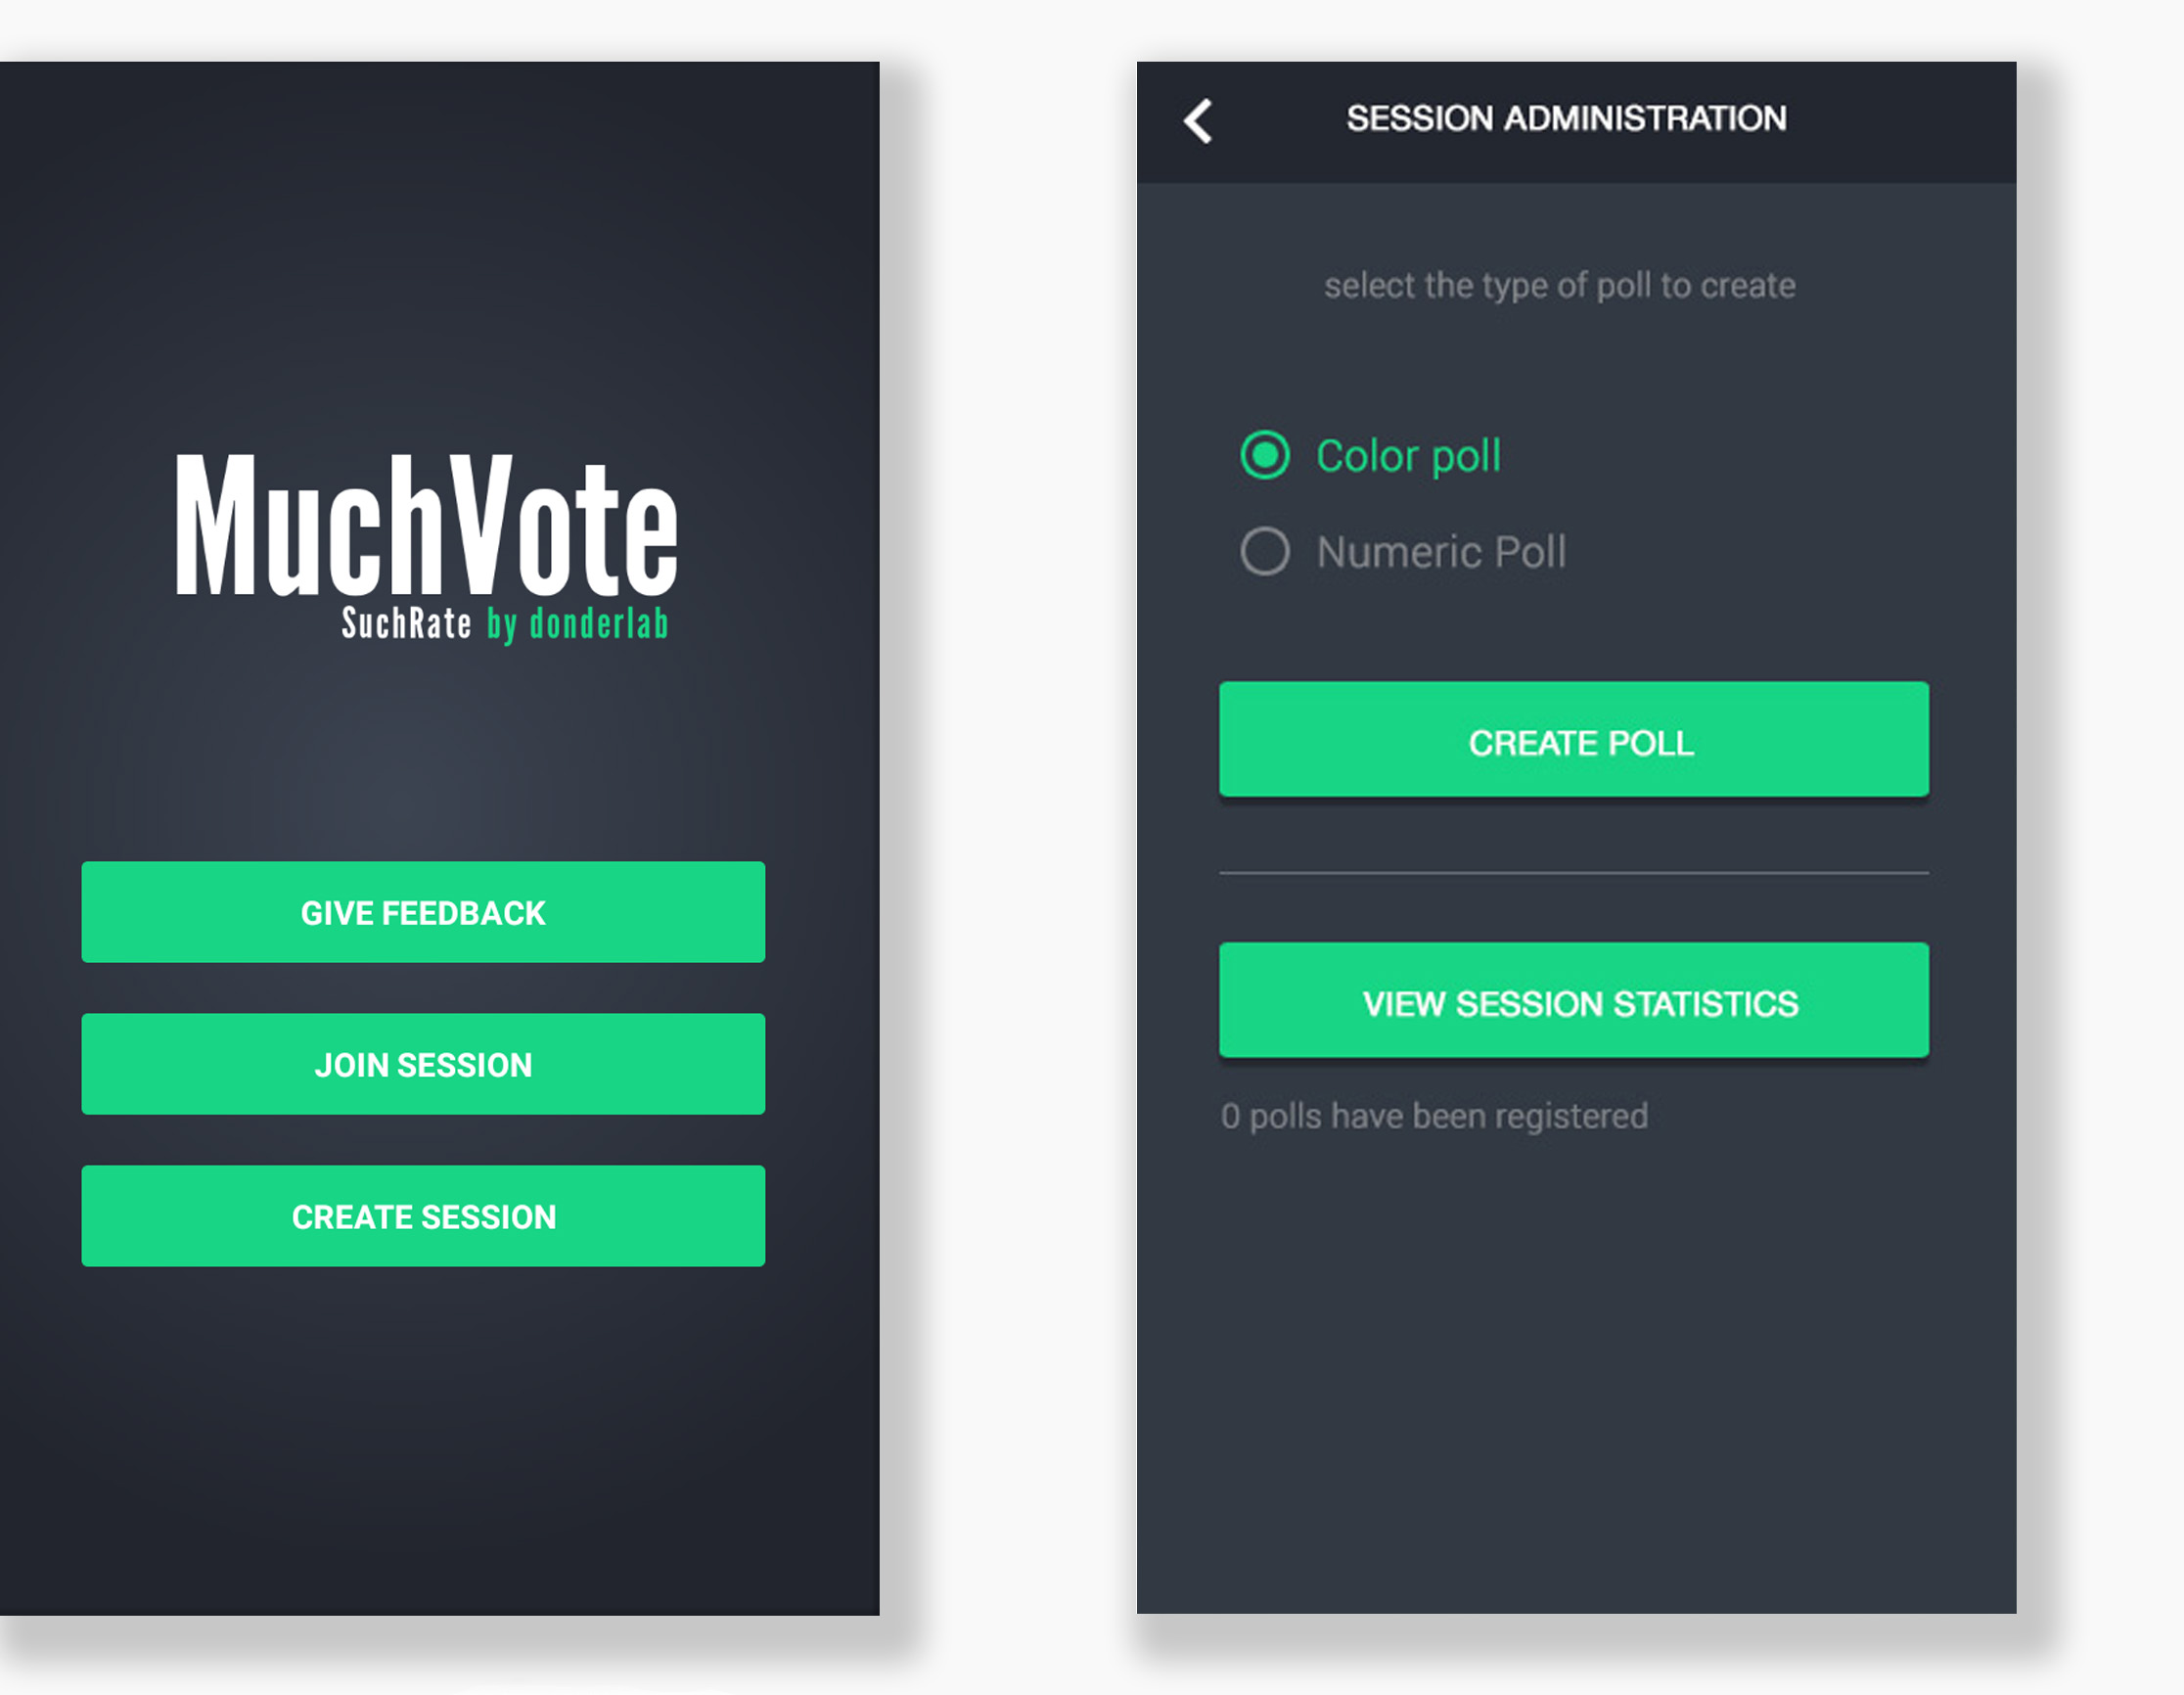 MuchVote
SuchRate by donderlab
GIVE FEEDBACK
JOIN SESSION
CREATE SESSION
SESSION ADMINISTRATION
select the type of poll to create
Color poll
Numeric Poll
CREATE POLL
VIEW SESSION STATISTICS
0 polls have been registered